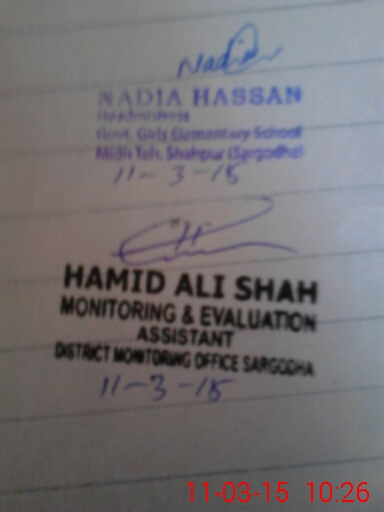 Nadia
NADIA HASSAN
Headmistress
Govt. Girls Elementary School
Midh Teh. Shahpur (Sargodha)
11-3-15
HAMID ALI SHAH
MONITORING & EVALUATION
ASSISTANT
DISTRICT MONITORING OFFICE SARGODHA
11-3-15
11-03-15 10:26